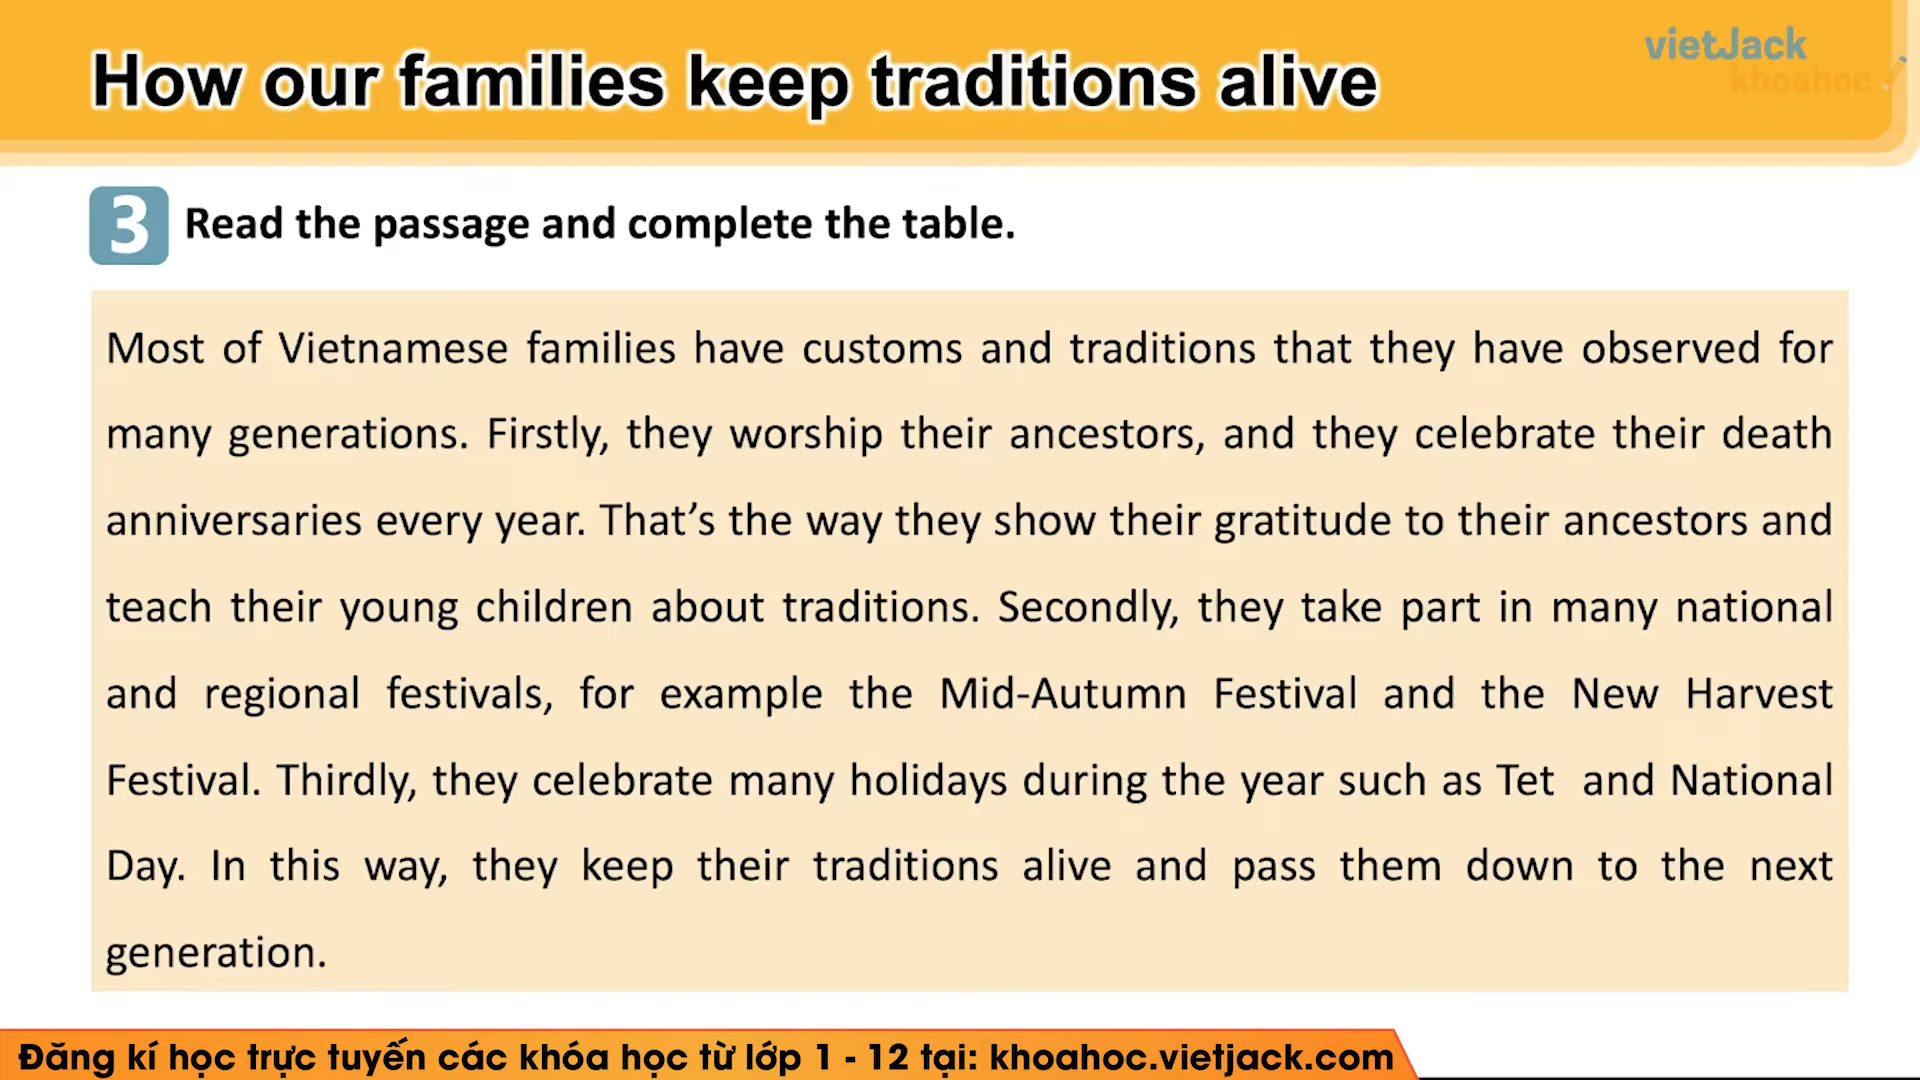 How our families keep traditions alive
vietJack
khoahoc
3 Read the passage and complete the table.
Most of Vietnamese families have customs and traditions that they have observed for
many generations. Firstly, they worship their ancestors, and they celebrate their death
anniversaries every year. That’s the way they show their gratitude to their ancestors and
teach their young children about traditions. Secondly, they take part in many national
and regional festivals, for example the Mid-Autumn Festival and the New Harvest
Festival. Thirdly, they celebrate many holidays during the year such as Tet and National
Day. In this way, they keep their traditions alive and pass them down to the next
generation.
Đăng kí học trực tuyến các khóa học từ lớp 1 - 12 tại: khoahoc.vietjack.com